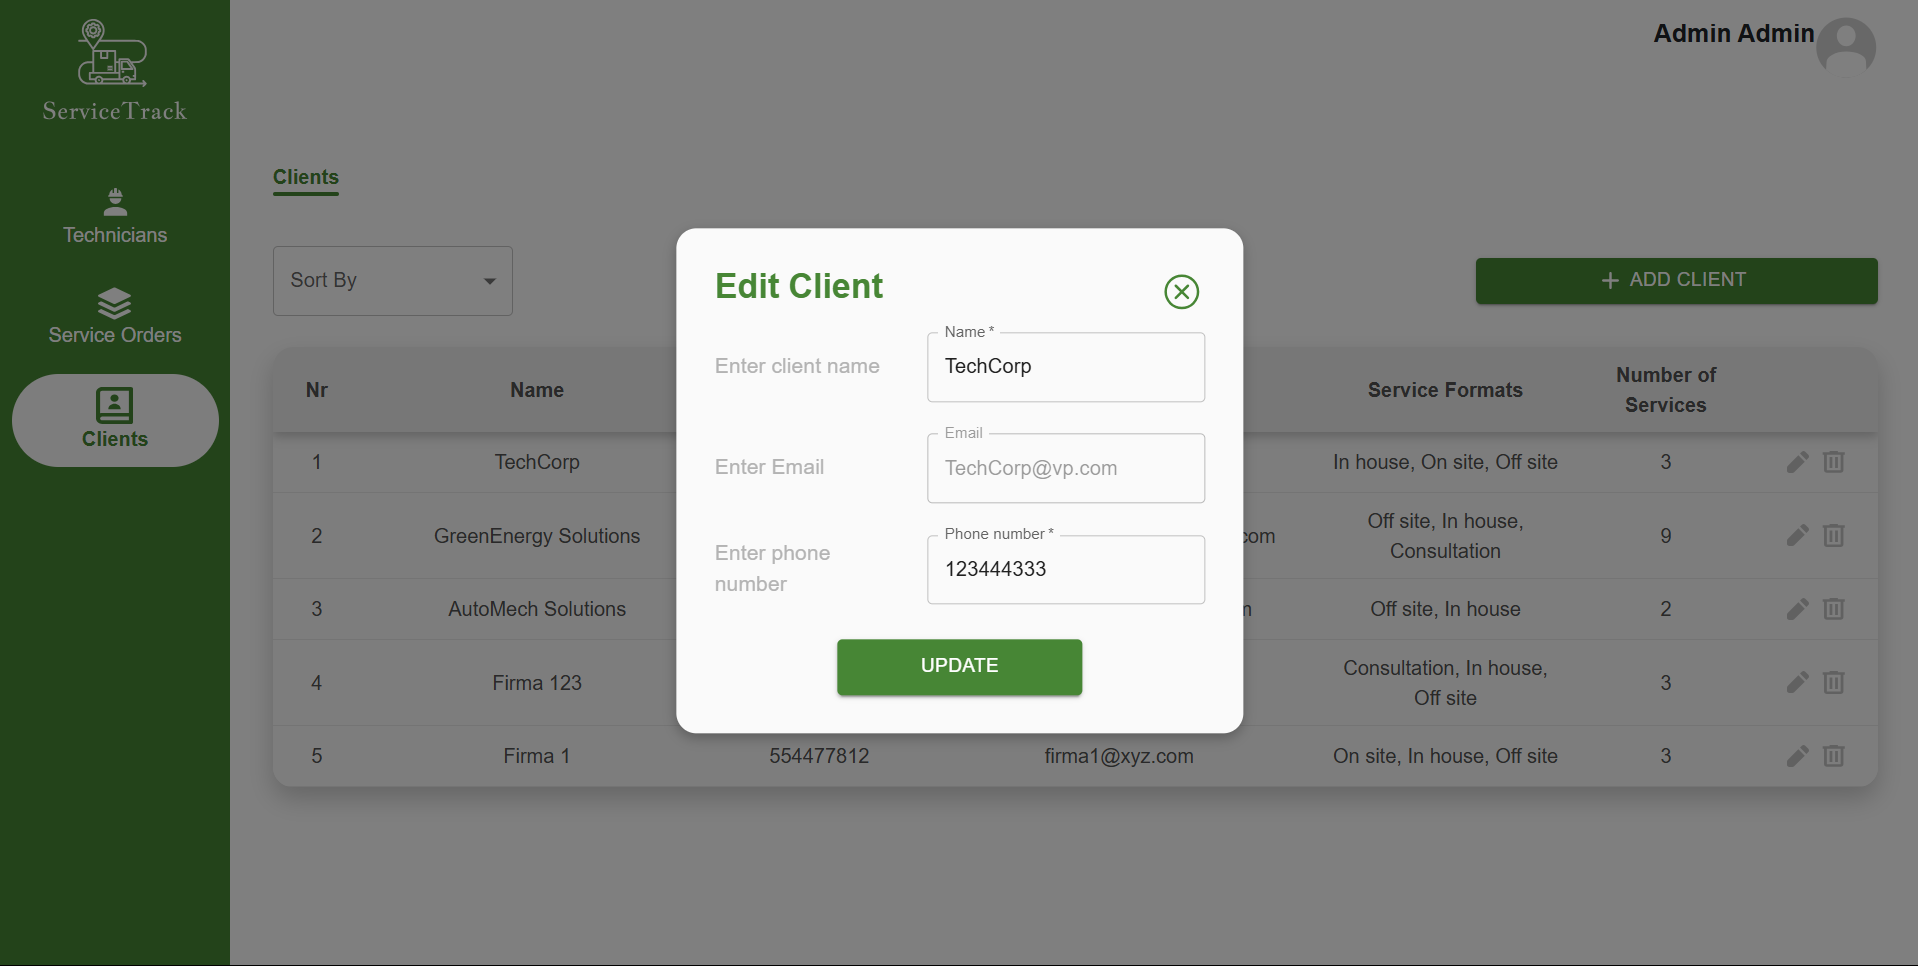 ServiceTrack
Technicians
Service Orders
Clients
Admin Admin
Clients
Sort By
ADD CLIENT
Nr
Name
Service Formats
Number of
Services
1
TechCorp
In house, On site, Off site
3
2
GreenEnergy Solutions
com
Off site, In house,
Consultation
9
3
AutoMech Solutions
Off site, In house
2
4
Firma 123
Consultation, In house,
Off site
3
5
Firma 1
554477812
firma1@xyz.com
On site, In house, Off site
3
Edit Client
Enter client name
Name *
TechCorp
Enter Email
Email
TechCorp@vp.com
Enter phone
number
Phone number *
123444333
UPDATE